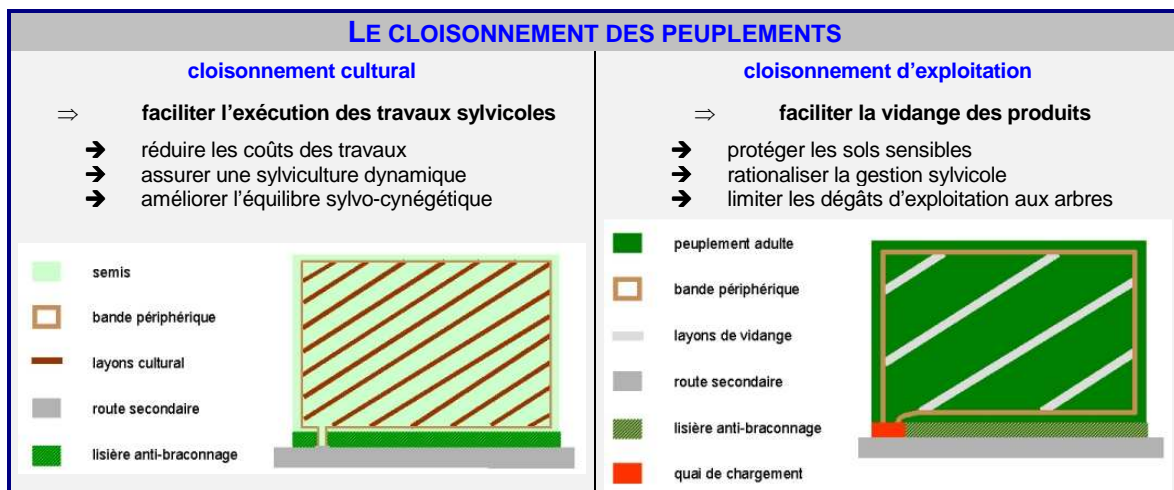 LE CLOISONNEMENT DES PEUPLEMENTS
cloisonnement cultural
⇒ faciliter l'exécution des travaux sylvicoles
➔ réduire les coûts des travaux
➔ assurer une sylviculture dynamique
➔ améliorer l'équilibre sylvo-cynégétique
semis
bande périphérique
layons cultural
route secondaire
lisière anti-braconnage
cloisonnement d'exploitation
⇒ faciliter la vidange des produits
➔ protéger les sols sensibles
➔ rationaliser la gestion sylvicole
➔ limiter les dégâts d'exploitation aux arbres
peuplement adulte
bande périphérique
layons de vidange
route secondaire
lisière anti-braconnage
quai de chargement